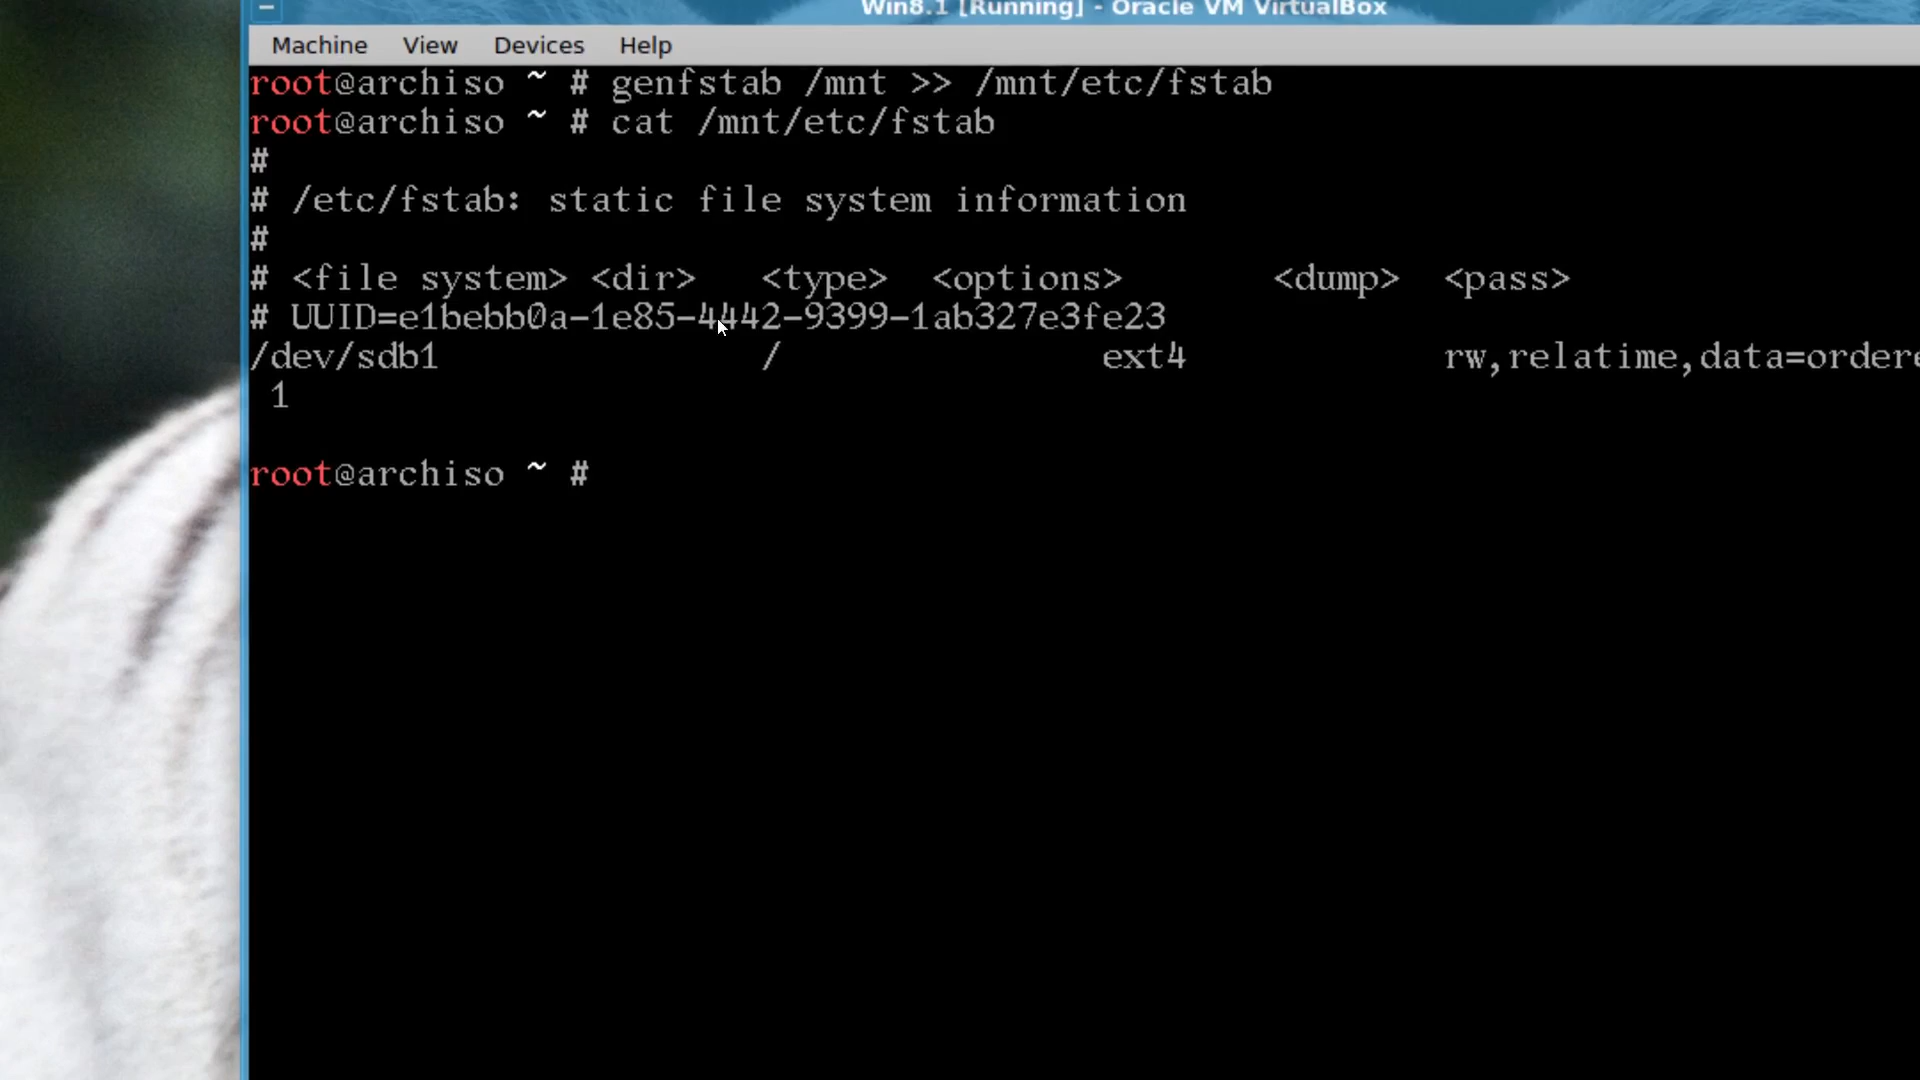 Win8.1 [Running] - Oracle VM VirtualBox
Machine View Devices Help
root@archiso ~ # genfstab /mnt >> /mnt/etc/fstab
root@archiso ~ # cat /mnt/etc/fstab
#
# /etc/fstab: static file system information
#
# <file system> <dir> <type> <options> <dump> <pass>
# UUID=e1bebb0a-1e85-4442-9399-1ab327e3fe23
/dev/sdb1 / ext4 rw,relatime,data=ordere
1
root@archiso ~ #